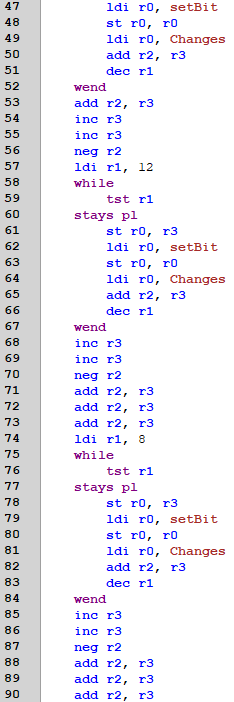 47 ldi r0, setBit
48 st r0, r0
49 ldi r0, Changes
50 add r2, r3
51 dec r1
52 wend
53 add r2, r3
54 inc r3
55 inc r3
56 neg r2
57 ldi r1, 12
58 while
59 tst r1
60 stays pl
61 st r0, r3
62 ldi r0, setBit
63 st r0, r0
64 ldi r0, Changes
65 add r2, r3
66 dec r1
67 wend
68 inc r3
69 inc r3
70 neg r2
71 add r2, r3
72 add r2, r3
73 add r2, r3
74 ldi r1, 8
75 while
76 tst r1
77 stays pl
78 st r0, r3
79 ldi r0, setBit
80 st r0, r0
81 ldi r0, Changes
82 add r2, r3
83 dec r1
84 wend
85 inc r3
86 inc r3
87 neg r2
88 add r2, r3
89 add r2, r3
90 add r2, r3